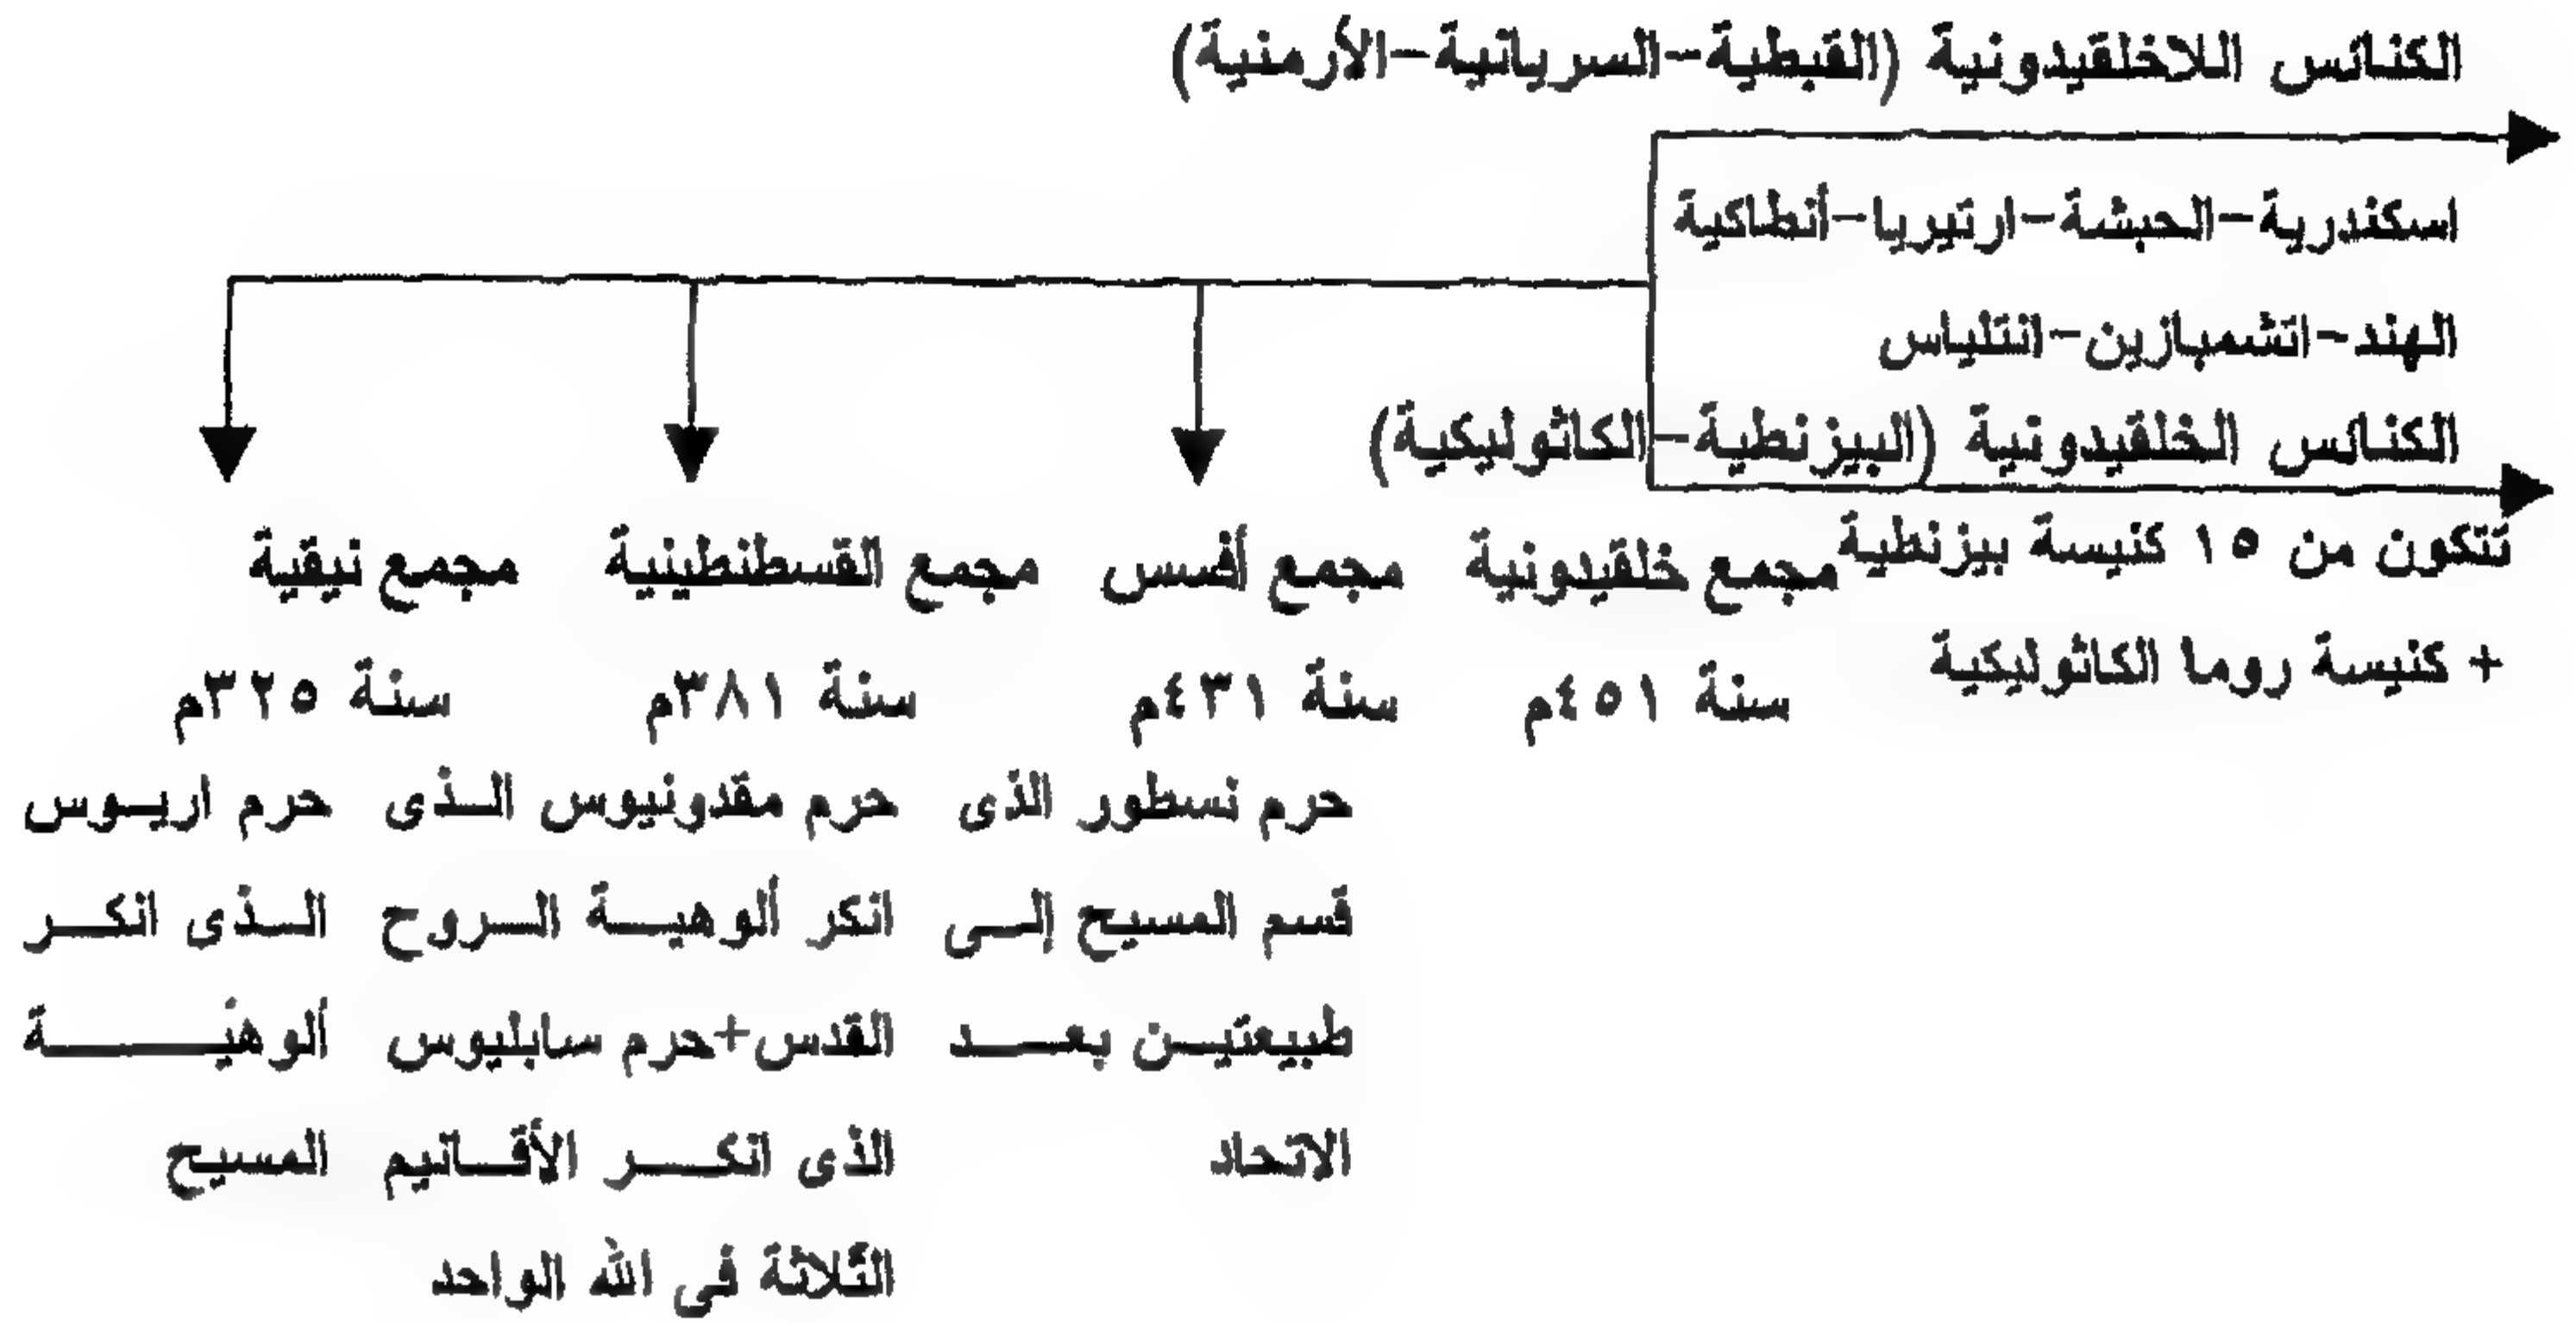 الكنائس اللاخلقيدونية (القبطية-السريانية-الأرمنية)
اسكندرية-الحبشة-ارتيريا-أنطاكية
الهند-اتشمبازين-انتلياس
الكنائس الخلقيدونية (البيزنطية-الكاثوليكية)
تتكون من ١٥ كنيسة بيزنطية
+ كنيسة روما الكاثوليكية
مجمع خلقيدونية
سنة ٤٥١م
مجمع أفسس
سنة ٤٣١م
حرم نسطور الذى
قسم المسيح إلى
طبيعتين بعد
الاتحاد
مجمع القسطنطينية
سنة ٣٨١م
حرم مقدونيوس الذى
انكر ألوهية الروح
القدس+حرم سابليوس
الذى انكر الأقانيم
الثلاثة فى الله الواحد
مجمع نيقية
سنة ٣٢٥م
حرم اريوس
الذى انكر
ألوهية
المسيح